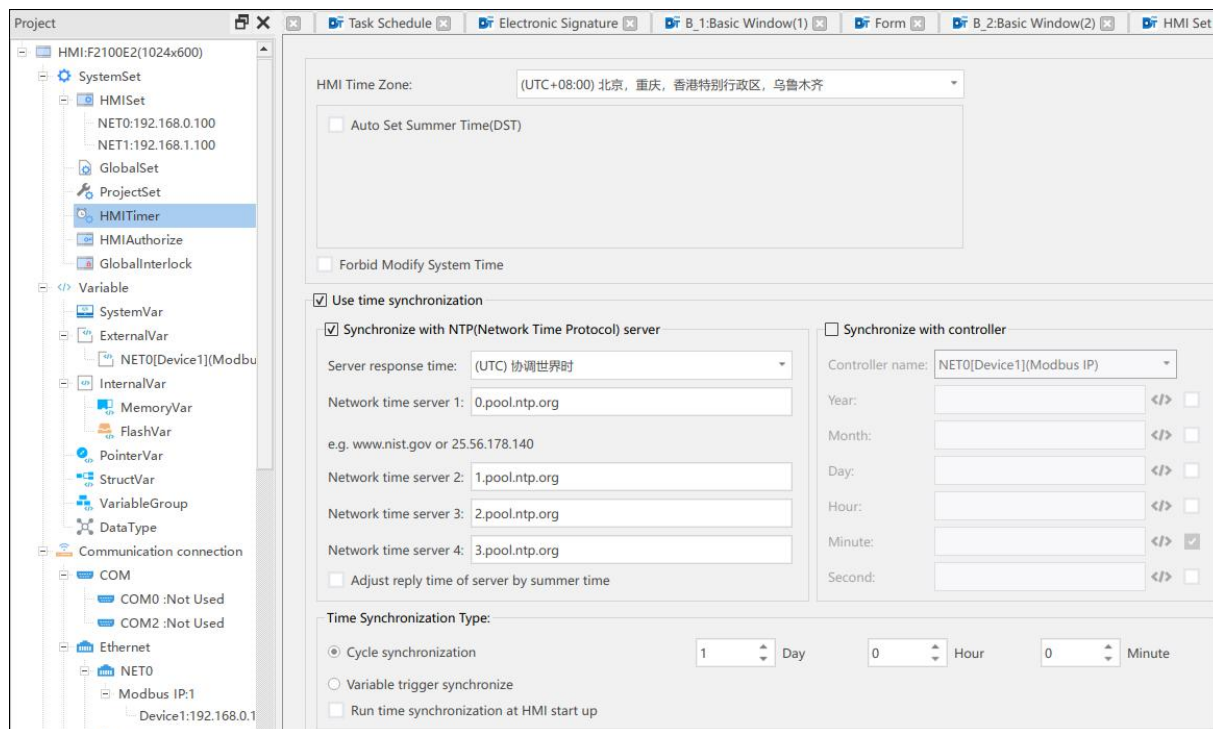 Project
Task Schedule
Electronic Signature
B_1:Basic Window(1)
Form
B_2:Basic Window(2)
HMI Set
HMI:F2100E2(1024x600)
SystemSet
HMISet
NET0:192.168.0.100
NET1:192.168.1.100
GlobalSet
ProjectSet
HMITimer
HMIAuthorize
GlobalInterlock
Variable
SystemVar
ExternalVar
NET0[Device1](Modbu
InternalVar
MemoryVar
FlashVar
PointerVar
StructVar
VariableGroup
DataType
Communication connection
COM
COM0 :Not Used
COM2 :Not Used
Ethernet
NET0
Modbus IP:1
Device1:192.168.0.1
HMI Time Zone: (UTC+08:00) 北京，重庆，香港特别行政区，乌鲁木齐
Auto Set Summer Time(DST)
Forbid Modify System Time
Use time synchronization
Synchronize with NTP(Network Time Protocol) server
Server response time: (UTC) 协调世界时
Network time server 1: 0.pool.ntp.org
e.g. www.nist.gov or 25.56.178.140
Network time server 2: 1.pool.ntp.org
Network time server 3: 2.pool.ntp.org
Network time server 4: 3.pool.ntp.org
Adjust reply time of server by summer time
Synchronize with controller
Controller name: NET0[Device1](Modbus IP)
Year: </>
Month: </>
Day: </>
Hour: </>
Minute: </>
Second: </>
Time Synchronization Type:
Cycle synchronization 1 Day 0 Hour 0 Minute
Variable trigger synchronize
Run time synchronization at HMI start up